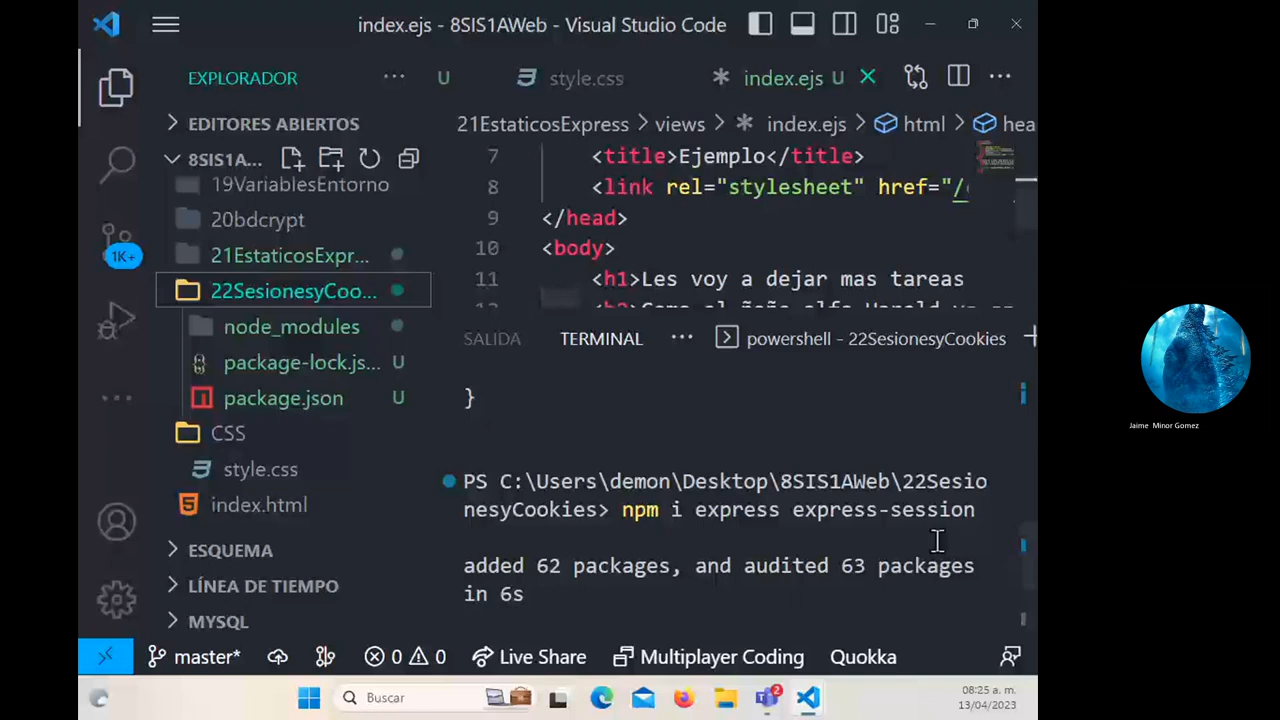 index.ejs - 8SIS1AWeb - Visual Studio Code
EXPLORADOR
EDITORES ABIERTOS
8SIS1A...
19VariablesEntorno
20bdcrypt
21EstaticosExpr...
22SesionesyCoo...
node_modules
package-lock.js... U
package.json U
CSS
style.css
index.html
ESQUEMA
LÍNEA DE TIEMPO
MYSQL
1K+
U style.css index.ejs U
21EstaticosExpress > views > index.ejs > html > hea
7 <title>Ejemplo</title>
8 <link rel="stylesheet" href="/
9 </head>
10 <body>
11 <h1>Les voy a dejar mas tareas
SALIDA TERMINAL ... powershell - 22SesionesyCookies
}
PS C:\Users\demon\Desktop\8SIS1AWeb\22Sesio
nesyCookies> npm i express express-session
added 62 packages, and audited 63 packages
in 6s
master* 0 0 Live Share Multiplayer Coding Quokka
Buscar
2
08:25 a. m.
13/04/2023
Jaime Minor Gomez